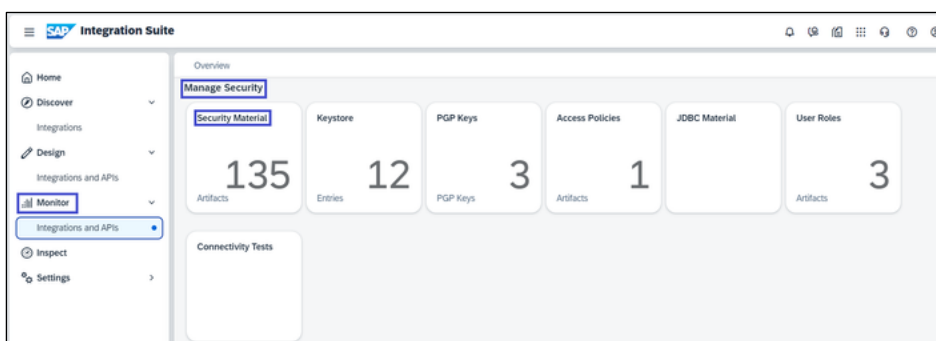 SAP Integration Suite
Home
Discover
Integrations
Design
Integrations and APIs
Monitor
Integrations and APIs
Inspect
Settings
Overview
Manage Security
Security Material
135
Artifacts
Keystore
12
Entries
PGP Keys
3
PGP Keys
Access Policies
1
Artifacts
JDBC Material
User Roles
3
Artifacts
Connectivity Tests